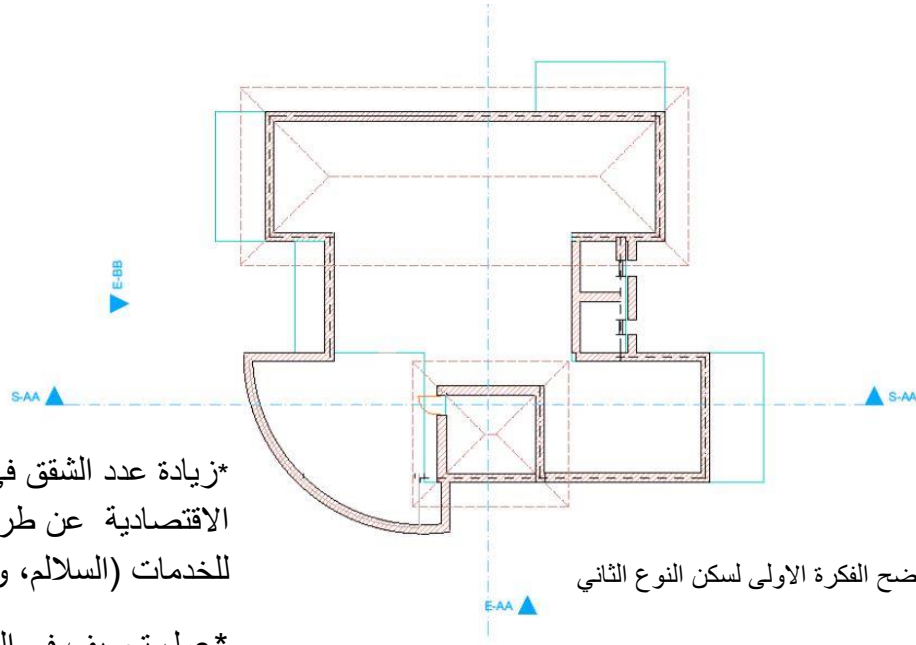 E-BB
S-AA
S-AA
*زيادة عدد الشقق في
الاقتصادية عن طر
للخدمات (السلالم، و
ضح الفكرة الاولى لسكن النوع الثاني
E-AA